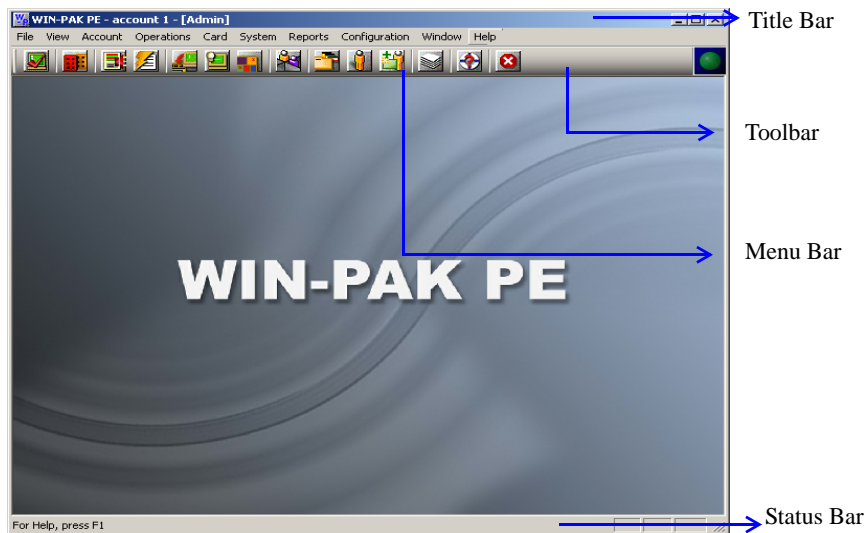 WIN-PAK PE - account 1 - [Admin]
Title Bar
File View Account Operations Card System Reports Configuration Window Help
Toolbar
Menu Bar
WIN-PAK PE
For Help, press F1
Status Bar